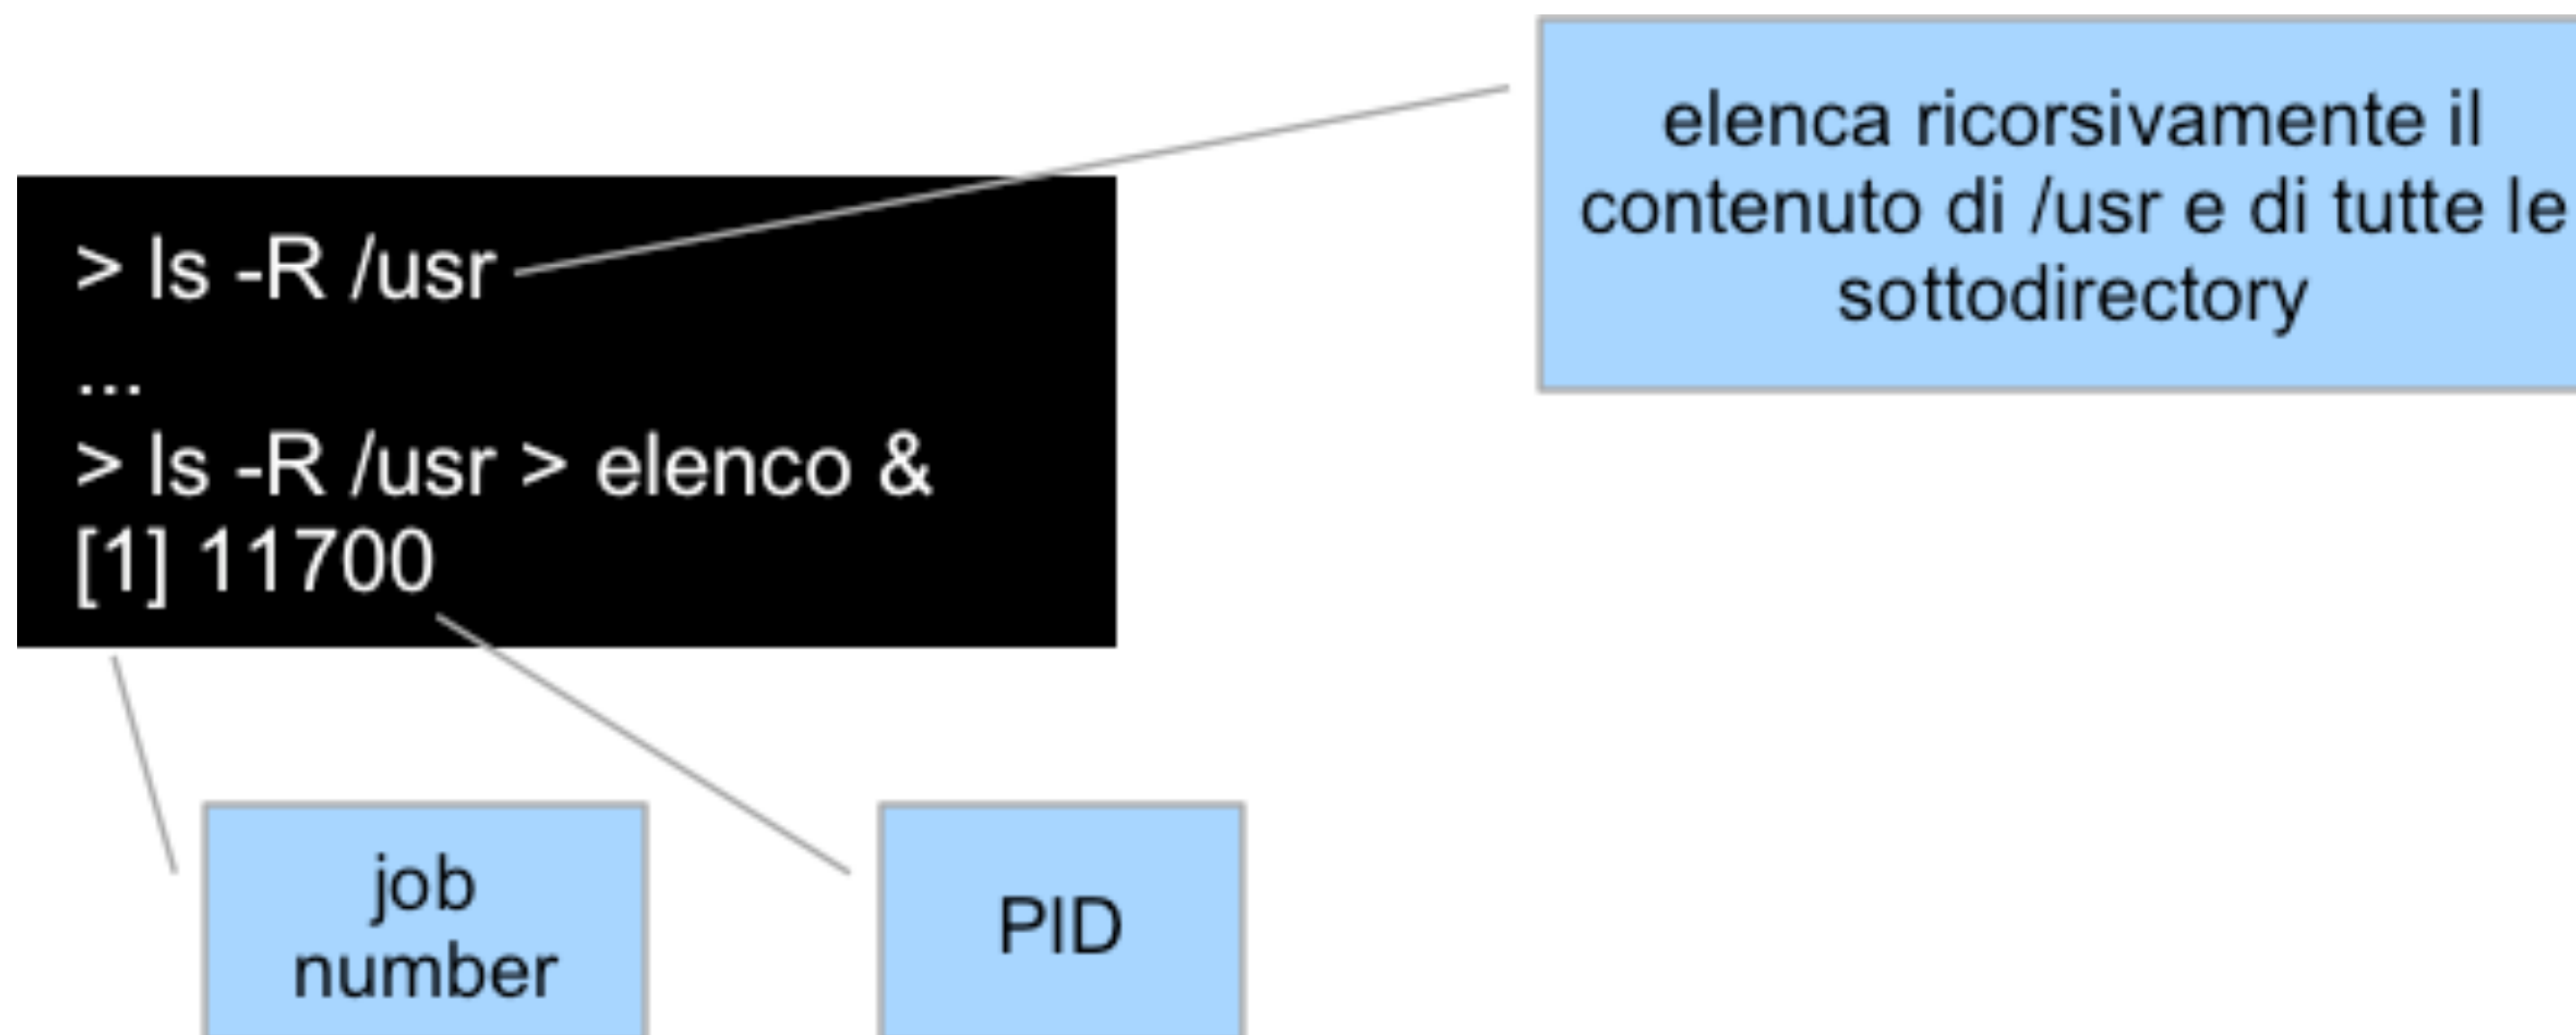 > ls -R /usr
...
> ls -R /usr > elenco &
[1] 11700
elenca ricorsivamente il
contenuto di /usr e di tutte le
sottodirectory
job
number
PID